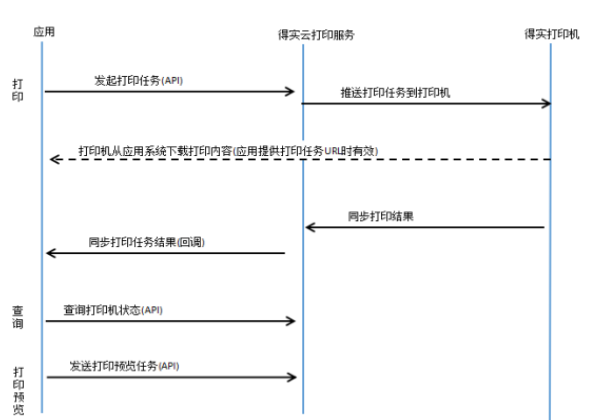 应用
得实云打印服务
得实打印机
打印
发起打印任务(API)
推送打印任务到打印机
打印机从应用系统下载打印内容(应用提供打印任务URL时有效)
同步打印结果
同步打印任务结果(回调)
查询
查询打印机状态(API)
打印预览
发送打印预览任务(API)